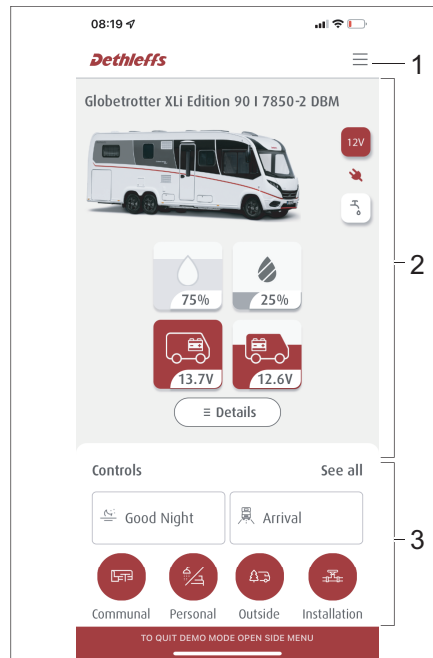 08:19
Dethleffs
1
Globetrotter XLi Edition 90 I 7850-2 DBM
12V
2
75%
25%
13.7V
12.6V
≡ Details
Controls See all
Good Night Arrival
3
Communal Personal Outside Installation
TO QUIT DEMO MODE OPEN SIDE MENU